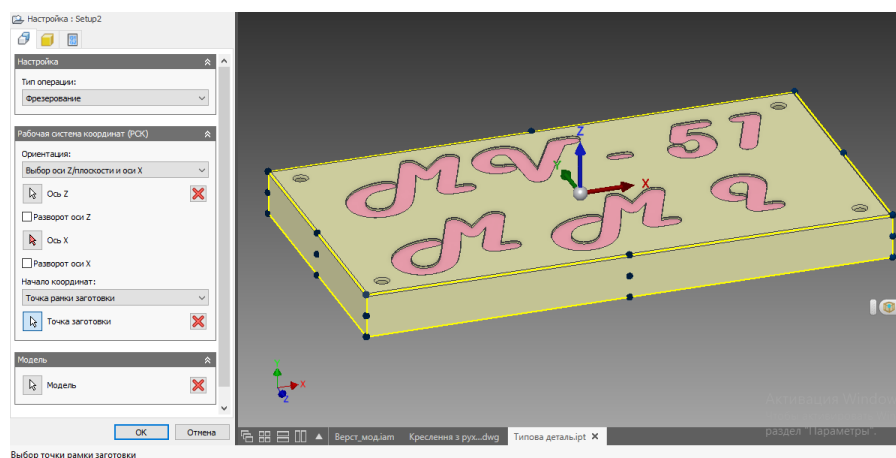 Настройка : Setup2
Настройка
Тип операции:
Фрезерование
Рабочая система координат (РСК)
Ориентация:
Выбор оси Z/плоскости и оси X
Ось Z
Разворот оси Z
Ось X
Разворот оси X
Начало координат:
Точка рамки заготовки
Точка заготовки
Модель
Модель
OK
Отмена
Выбор точки рамки заготовки
Z
Y
X
51
X
Z
Верст_мод.iam
Креслення з рух...dwg
Типова деталь.ipt
Активация Windows
раздел "Параметры".